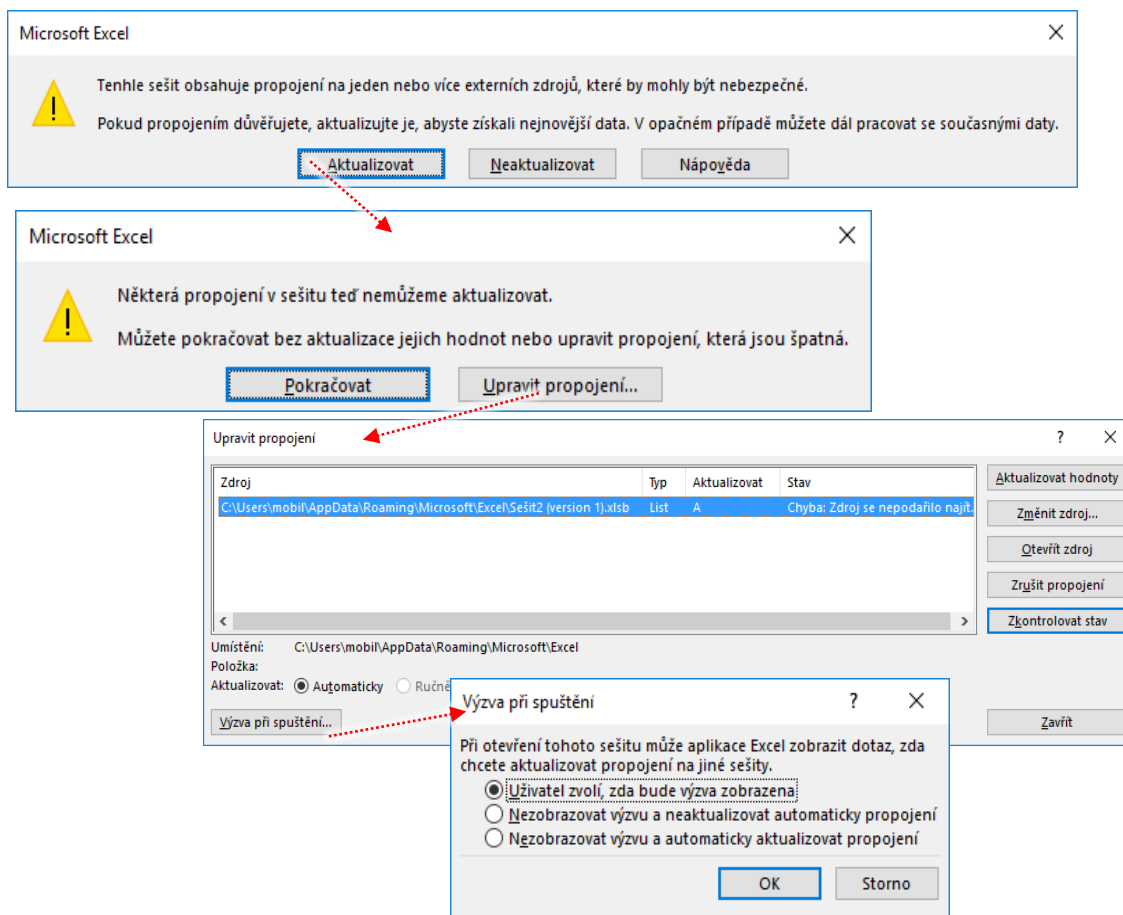 Microsoft Excel
Tenhle sešit obsahuje propojení na jeden nebo více externích zdrojů, které by mohly být nebezpečné.
Pokud propojením důvěřujete, aktualizujte je, abyste získali nejnovější data. V opačném případě můžete dál pracovat se současnými daty.
Aktualizovat Neaktualizovat Nápověda
Microsoft Excel
Některá propojení v sešitu teď nemůžeme aktualizovat.
Můžete pokračovat bez aktualizace jejich hodnot nebo upravit propojení, která jsou špatná.
Pokračovat Upravit propojení...
Upravit propojení ?
Zdroj Typ Aktualizovat Stav
C:\Users\mobil\AppData\Roaming\Microsoft\Excel\Sešit2 (version 1).xlsb List A Chyba: Zdroj se nepodařilo najít.
Aktualizovat hodnoty
Změnit zdroj...
Otevřít zdroj
Zrušit propojení
Zkontrolovat stav
Umístění: C:\Users\mobil\AppData\Roaming\Microsoft\Excel
Položka:
Aktualizovat: Automaticky Ručně
Výzva při spuštění... Zavřít
Výzva při spuštění ?
Při otevření tohoto sešitu může aplikace Excel zobrazit dotaz, zda
chcete aktualizovat propojení na jiné sešity.
Uživatel zvolí, zda bude výzva zobrazena
Nezobrazovat výzvu a neaktualizovat automaticky propojení
Nezobrazovat výzvu a automaticky aktualizovat propojení
OK Storno